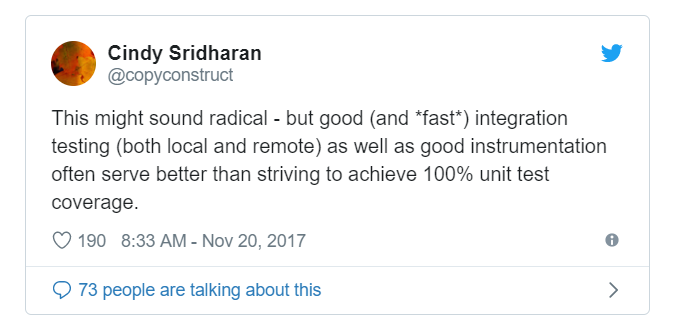 Cindy Sridharan
@copyconstruct
This might sound radical - but good (and *fast*) integration
testing (both local and remote) as well as good instrumentation
often serve better than striving to achieve 100% unit test
coverage.
190 8:33 AM - Nov 20, 2017
73 people are talking about this